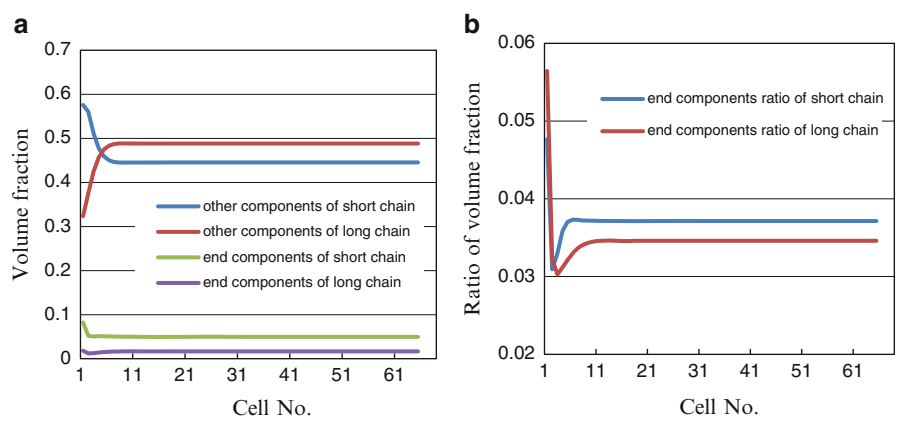 a
0.7
0.6
0.5
0.4
0.3
0.2
0.1
0
Volume fraction
other components of short chain
other components of long chain
end components of short chain
end components of long chain
1 11 21 31 41 51 61
Cell No.
b
0.06
0.05
0.04
0.03
0.02
Ratio of volume fraction
end components ratio of short chain
end components ratio of long chain
1 11 21 31 41 51 61
Cell No.